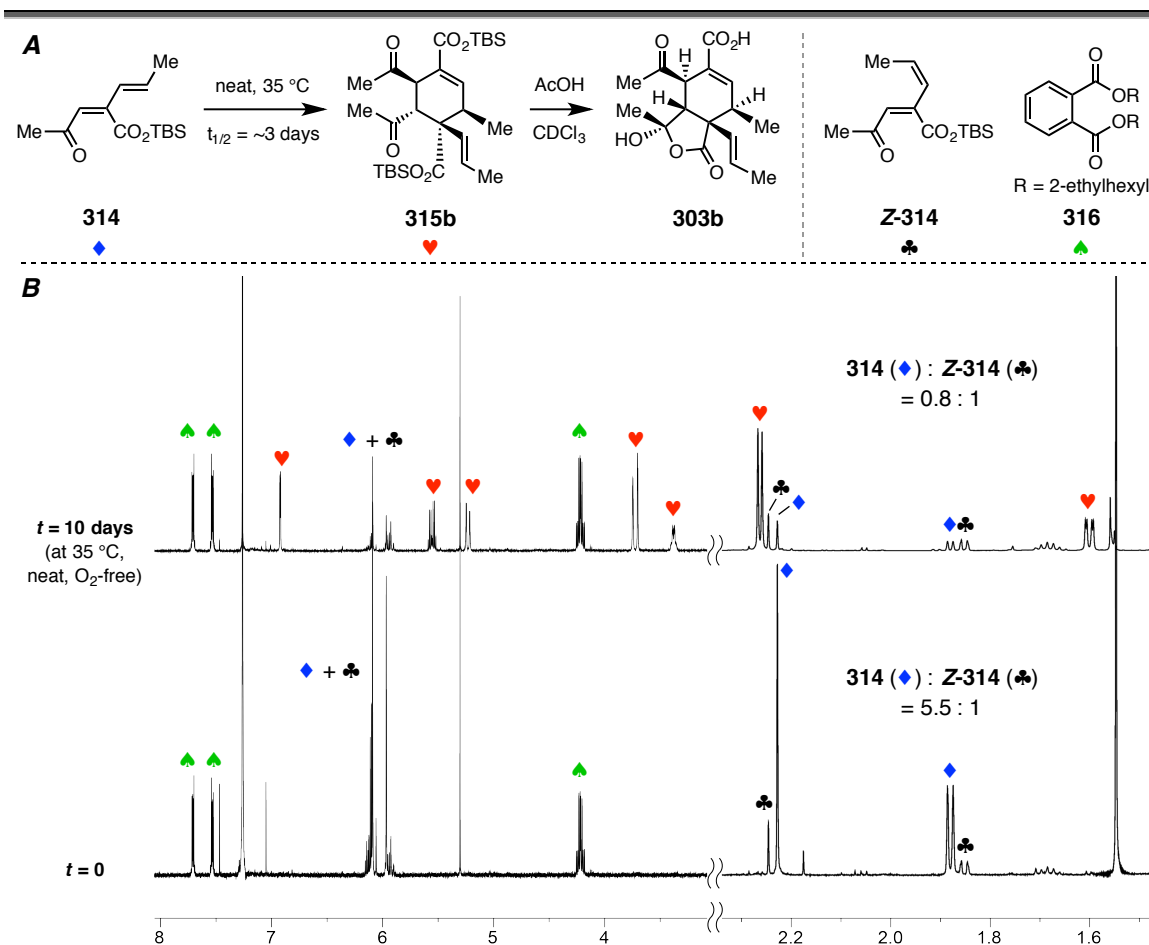 A
Me
Me
O
CO₂TBS
314
♦
neat, 35 °C
t₁/₂ = ~3 days
O
CO₂TBS
Me
Me
O
Me
TBSO₂C
Me
315b
♥
AcOH
CDCl₃
O
H
CO₂H
Me
H
Me
H
HO
O
O
Me
Me
303b
Me
Me
O
CO₂TBS
Z-314
♣
O
OR
OR
O
R = 2-ethylhexyl
316
♠
B
314 (♦) : Z-314 (♣)
= 0.8 : 1
♠ ♠ ♥ ♦ + ♣ ♥ ♥ ♠ ♥ ♥ ♥ ♣ ♦ ♦ ♣ ♥
t = 10 days
(at 35 °C,
neat, O₂-free)
♦
♦ + ♣
314 (♦) : Z-314 (♣)
= 5.5 : 1
♠ ♠ ♠ ♣ ♦ ♣
t = 0
8 7 6 5 4 2.2 2.0 1.8 1.6